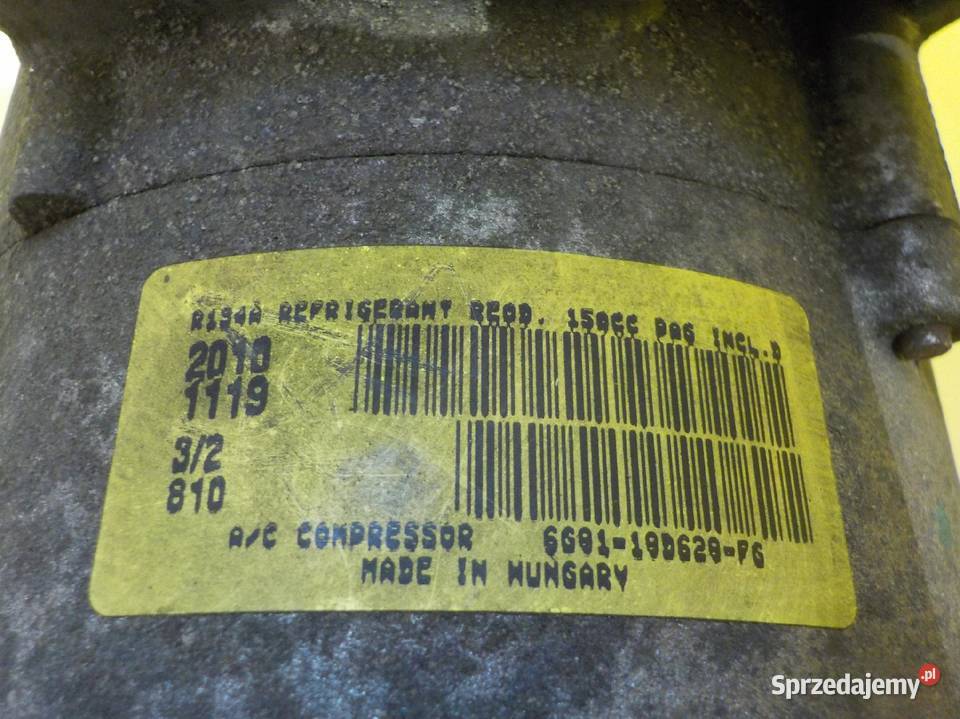 R134A REFRIGERANT REQD. 150CC PAG INCL.D
2010
1119
3/2
810
A/C COMPRESSOR 6G91-19D629-FG
MADE IN HUNGARY
Sprzedajemy.pl